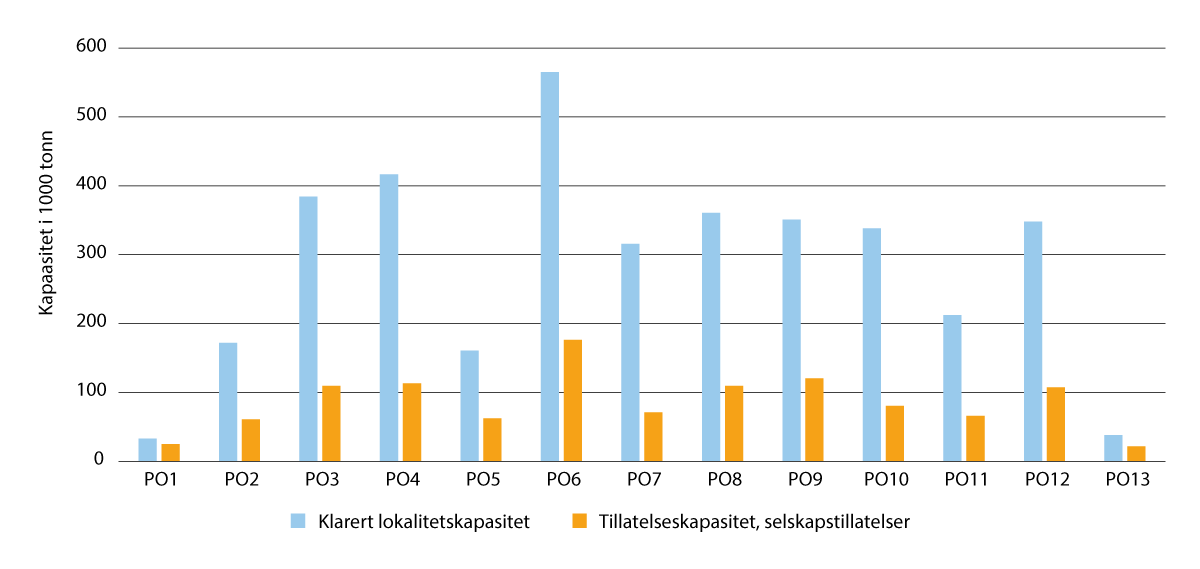 600
500
400
300
200
100
0
Kapaasitet i 1000 tonn
PO1 PO2 PO3 PO4 PO5 PO6 PO7 PO8 PO9 PO10 PO11 PO12 PO13
Klarert lokalitetskapasitet Tillatelseskapasitet, selskapstillatelser